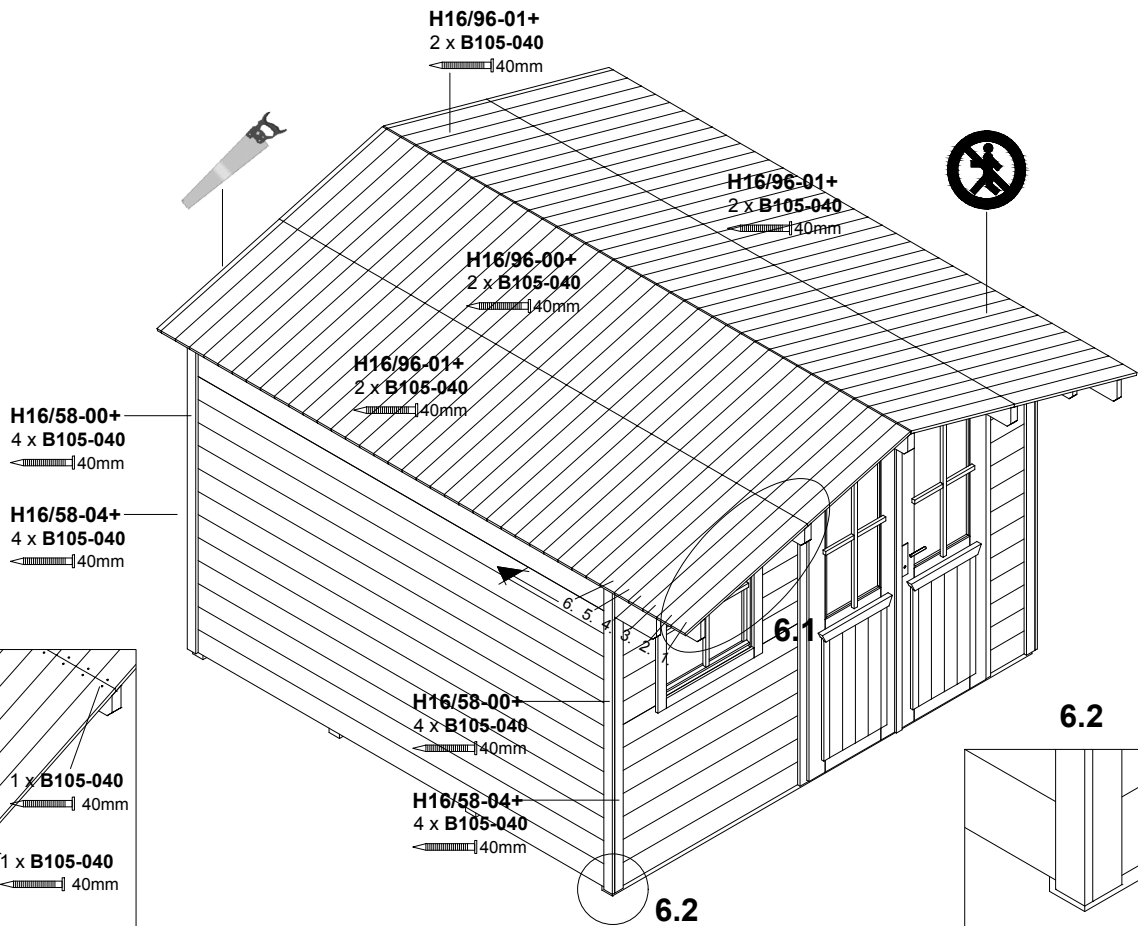 H16/96-01+
2 x B105-040
40mm
H16/96-01+
2 x B105-040
40mm
H16/96-00+
2 x B105-040
40mm
H16/96-01+
2 x B105-040
40mm
H16/58-00+
4 x B105-040
40mm
H16/58-04+
4 x B105-040
40mm
6. 5. 4. 3. 2. 1.
6.1
H16/58-00+
4 x B105-040
40mm
H16/58-04+
4 x B105-040
40mm
6.2
1 x B105-040
40mm
1 x B105-040
40mm
6.2